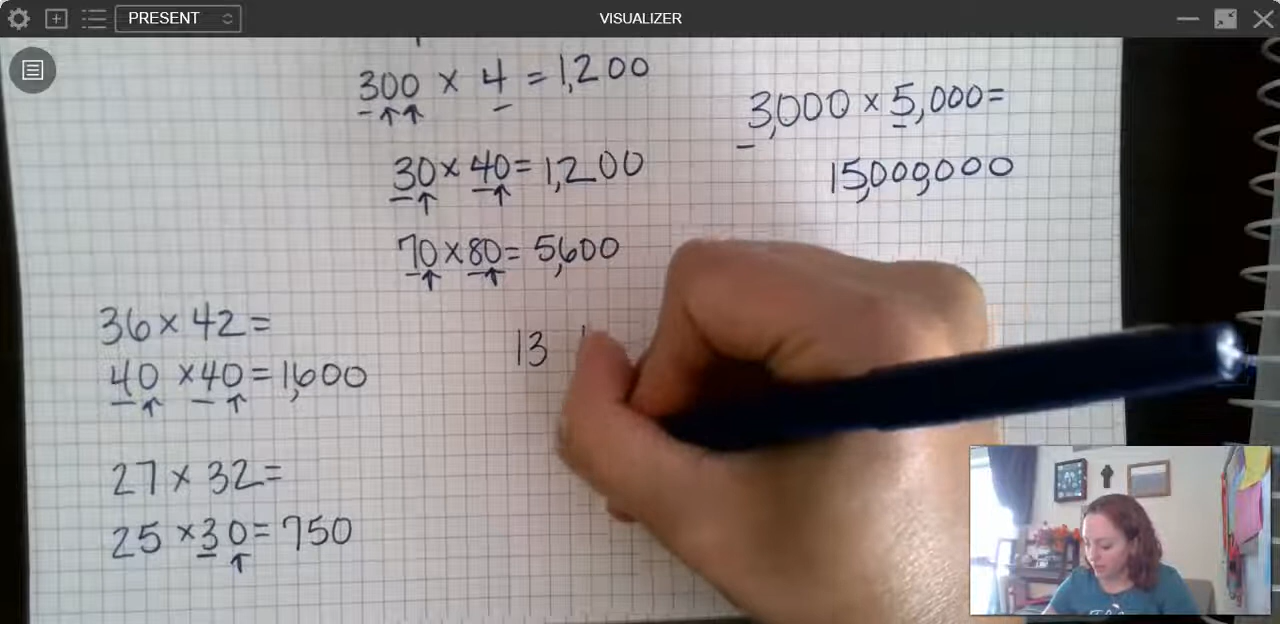 PRESENT
VISUALIZER
300 × 4 = 1,200
30 × 40 = 1,200
70 × 80 = 5,600
3,000 × 5,000 =
15,000,000
36 × 42 =
40 × 40 = 1,600
27 × 32 =
25 × 30 = 750
13